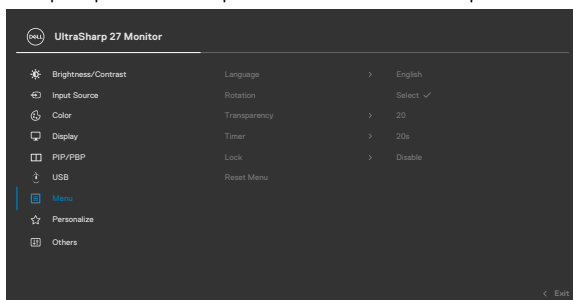 DELL UltraSharp 27 Monitor
Brightness/Contrast Language > English
Input Source Rotation Select ✓
Color Transparency > 20
Display Timer > 20s
PIP/PBP Lock > Disable
USB Reset Menu
Menu
Personalize
Others
< Exit